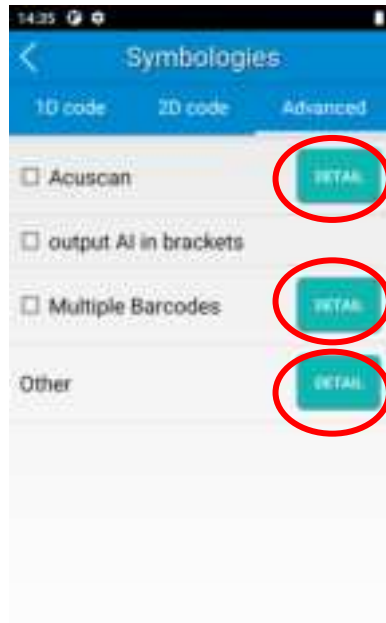 14:35
Symbologies
1D code 2D code Advanced
Acuscan DETAIL
output AI in brackets
Multiple Barcodes DETAIL
Other DETAIL